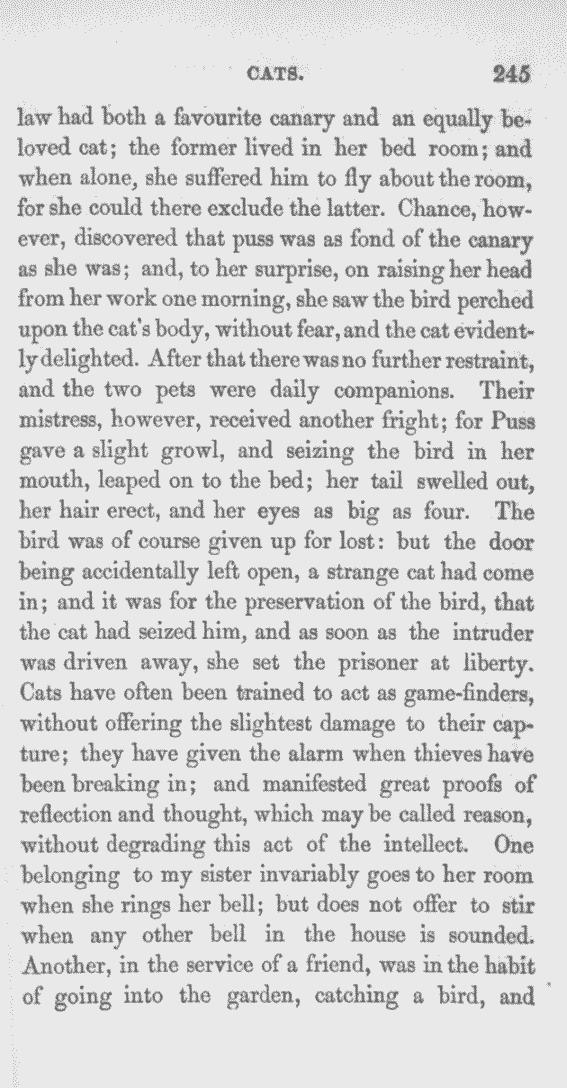 CATS. 245
law had both a favourite canary and an equally be-
loved cat; the former lived in her bed room; and
when alone, she suffered him to fly about the room,
for she could there exclude the latter. Chance, how-
ever, discovered that puss was as fond of the canary
as she was; and, to her surprise, on raising her head
from her work one morning, she saw the bird perched
upon the cat's body, without fear, and the cat evident-
ly delighted. After that there was no further restraint,
and the two pets were daily companions. Their
mistress, however, received another fright; for Puss
gave a slight growl, and seizing the bird in her
mouth, leaped on to the bed; her tail swelled out,
her hair erect, and her eyes as big as four. The
bird was of course given up for lost: but the door
being accidentally left open, a strange cat had come
in; and it was for the preservation of the bird, that
the cat had seized him, and as soon as the intruder
was driven away, she set the prisoner at liberty.
Cats have often been trained to act as game-finders,
without offering the slightest damage to their cap-
ture; they have given the alarm when thieves have
been breaking in; and manifested great proofs of
reflection and thought, which may be called reason,
without degrading this act of the intellect. One
belonging to my sister invariably goes to her room
when she rings her bell; but does not offer to stir
when any other bell in the house is sounded.
Another, in the service of a friend, was in the habit
of going into the garden, catching a bird, and